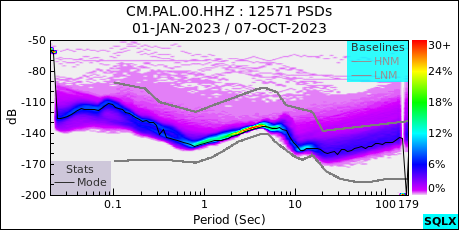 CM.PAL.00.HHZ : 12571 PSDs
01-JAN-2023 / 07-OCT-2023
-50
-80
-110
-140
-170
-200
dB
Baselines
HNM
LNM
Stats
Mode
0.1
1
10
100
179
Period (Sec)
30+
24%
18%
12%
6%
0%
SQLX